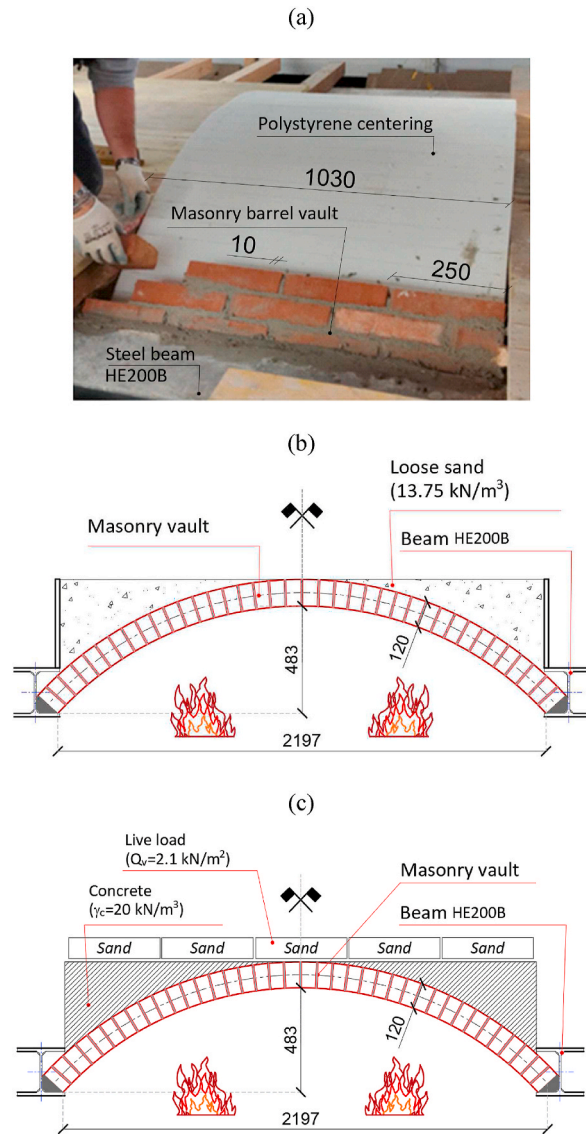 (a)
Polystyrene centering
1030
Masonry barrel vault
10
250
Steel beam
HE200B
(b)
Loose sand
(13.75 kN/m³)
Masonry vault
Beam HE200B
483
120
2197
(c)
Live load
(Qᵥ=2.1 kN/m²)
Masonry vault
Concrete
(γc=20 kN/m³)
Beam HE200B
Sand Sand Sand Sand Sand
483
120
2197